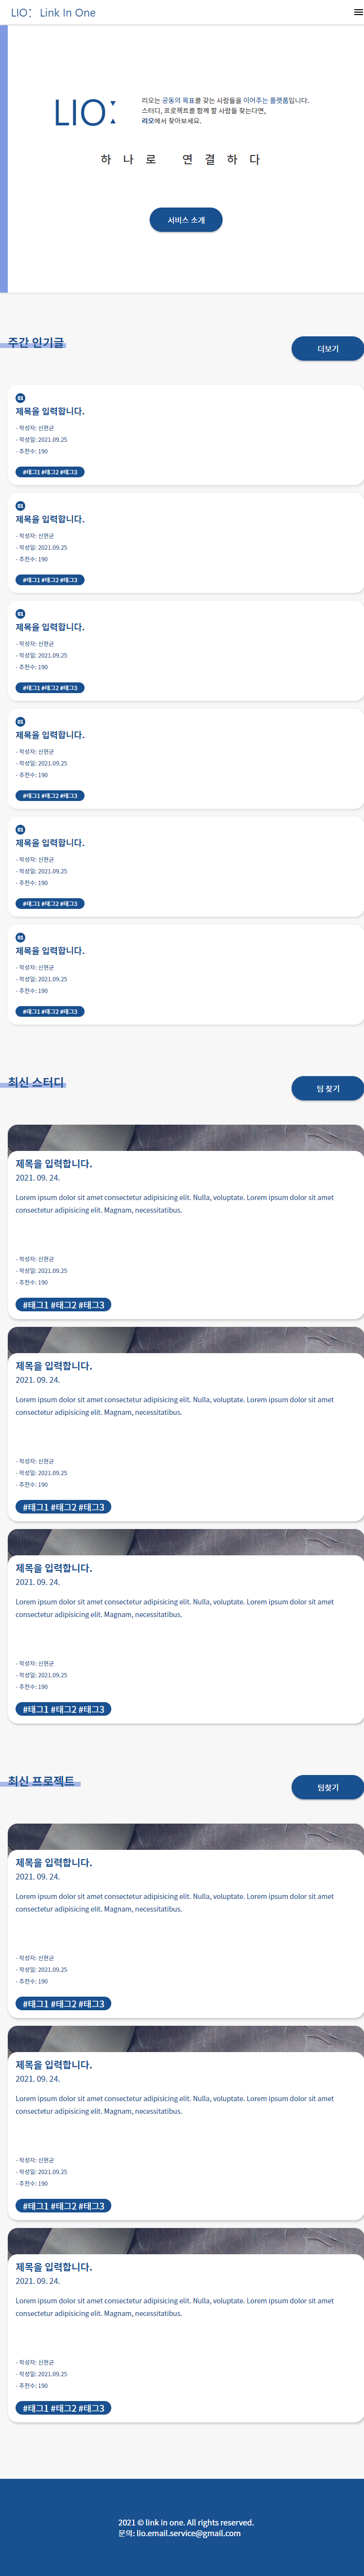 LIO: Link In One
LIO:
리오는 공동의 목표를 갖는 사람들을 이어주는 플랫폼입니다.
스터디, 프로젝트를 함께 할 사람들 찾는다면,
리오에서 찾아보세요.
하 나 로 연 결 하 다
서비스 소개
주간 인기글
더보기
01
제목을 입력합니다.
- 작성자: 신현균
- 작성일: 2021.09.25
- 추천수: 190
#태그1 #태그2 #태그3
01
제목을 입력합니다.
- 작성자: 신현균
- 작성일: 2021.09.25
- 추천수: 190
#태그1 #태그2 #태그3
01
제목을 입력합니다.
- 작성자: 신현균
- 작성일: 2021.09.25
- 추천수: 190
#태그1 #태그2 #태그3
01
제목을 입력합니다.
- 작성자: 신현균
- 작성일: 2021.09.25
- 추천수: 190
#태그1 #태그2 #태그3
01
제목을 입력합니다.
- 작성자: 신현균
- 작성일: 2021.09.25
- 추천수: 190
#태그1 #태그2 #태그3
01
제목을 입력합니다.
- 작성자: 신현균
- 작성일: 2021.09.25
- 추천수: 190
#태그1 #태그2 #태그3
최신 스터디
팀 찾기
제목을 입력합니다.
2021. 09. 24.
Lorem ipsum dolor sit amet consectetur adipisicing elit. Nulla, voluptate. Lorem ipsum dolor sit amet
consectetur adipisicing elit. Magnam, necessitatibus.
- 작성자: 신현균
- 작성일: 2021.09.25
- 추천수: 190
#태그1 #태그2 #태그3
제목을 입력합니다.
2021. 09. 24.
Lorem ipsum dolor sit amet consectetur adipisicing elit. Nulla, voluptate. Lorem ipsum dolor sit amet
consectetur adipisicing elit. Magnam, necessitatibus.
- 작성자: 신현균
- 작성일: 2021.09.25
- 추천수: 190
#태그1 #태그2 #태그3
제목을 입력합니다.
2021. 09. 24.
Lorem ipsum dolor sit amet consectetur adipisicing elit. Nulla, voluptate. Lorem ipsum dolor sit amet
consectetur adipisicing elit. Magnam, necessitatibus.
- 작성자: 신현균
- 작성일: 2021.09.25
- 추천수: 190
#태그1 #태그2 #태그3
최신 프로젝트
팀찾기
제목을 입력합니다.
2021. 09. 24.
Lorem ipsum dolor sit amet consectetur adipisicing elit. Nulla, voluptate. Lorem ipsum dolor sit amet
consectetur adipisicing elit. Magnam, necessitatibus.
- 작성자: 신현균
- 작성일: 2021.09.25
- 추천수: 190
#태그1 #태그2 #태그3
제목을 입력합니다.
2021. 09. 24.
Lorem ipsum dolor sit amet consectetur adipisicing elit. Nulla, voluptate. Lorem ipsum dolor sit amet
consectetur adipisicing elit. Magnam, necessitatibus.
- 작성자: 신현균
- 작성일: 2021.09.25
- 추천수: 190
#태그1 #태그2 #태그3
제목을 입력합니다.
2021. 09. 24.
Lorem ipsum dolor sit amet consectetur adipisicing elit. Nulla, voluptate. Lorem ipsum dolor sit amet
consectetur adipisicing elit. Magnam, necessitatibus.
- 작성자: 신현균
- 작성일: 2021.09.25
- 추천수: 190
#태그1 #태그2 #태그3
2021 © link in one. All rights reserved.
문의: lio.email.service@gmail.com